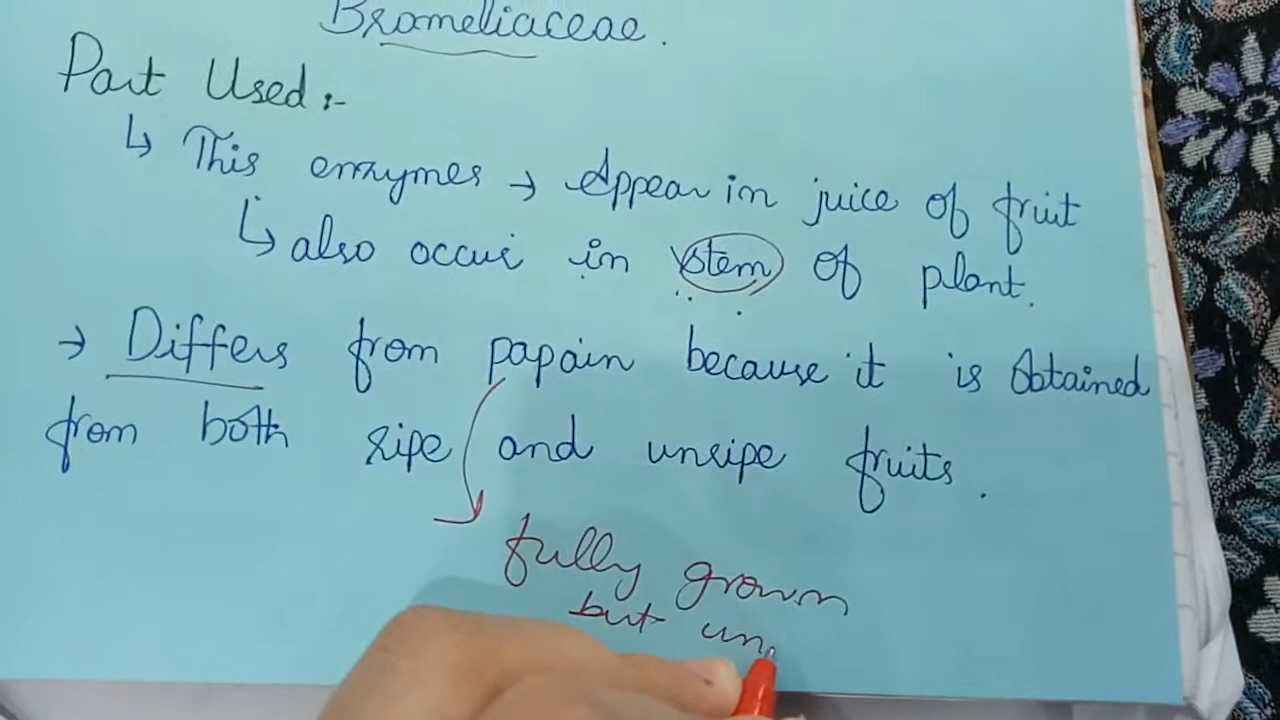 Bromeliaceae.
Part Used :-
↳ This enzymes → Appear in juice of fruit
↳ also occur in stem of plant.
→ Differs from papain because it is Obtained
from both ripe and unripe fruits.
fully grown
but un